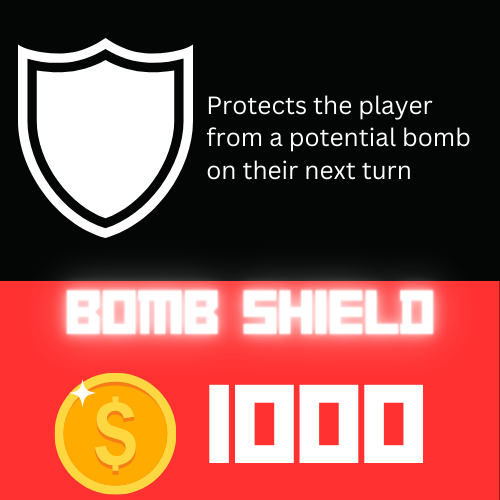 Protects the player
from a potential bomb
on their next turn
BOMB SHIELD
$ 1000